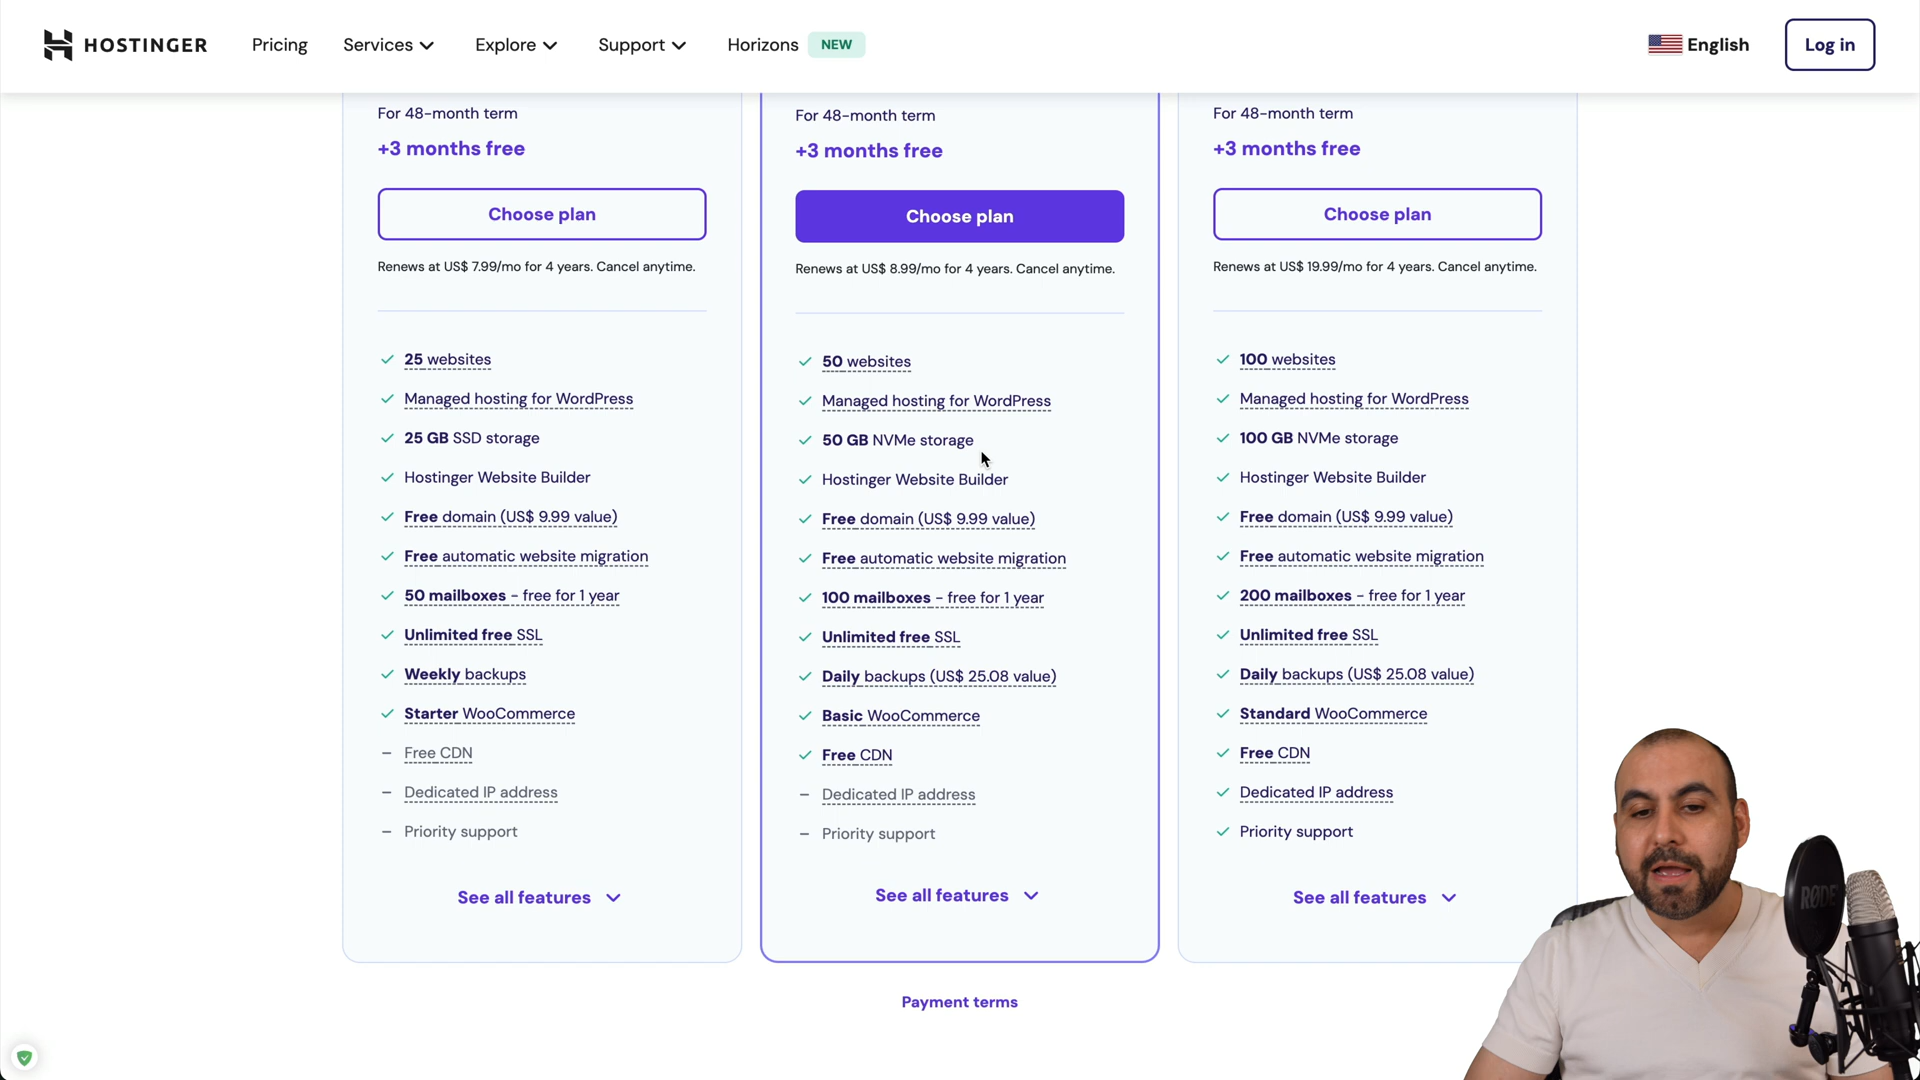 HOSTINGER
Pricing
Services
Explore
Support
Horizons
NEW
English
Log in
For 48-month term
+3 months free
Choose plan
Renews at US$ 7.99/mo for 4 years. Cancel anytime.
25 websites
Managed hosting for WordPress
25 GB SSD storage
Hostinger Website Builder
Free domain (US$ 9.99 value)
Free automatic website migration
50 mailboxes - free for 1 year
Unlimited free SSL
Weekly backups
Starter WooCommerce
Free CDN
Dedicated IP address
Priority support
See all features
For 48-month term
+3 months free
Choose plan
Renews at US$ 8.99/mo for 4 years. Cancel anytime.
50 websites
Managed hosting for WordPress
50 GB NVMe storage
Hostinger Website Builder
Free domain (US$ 9.99 value)
Free automatic website migration
100 mailboxes - free for 1 year
Unlimited free SSL
Daily backups (US$ 25.08 value)
Basic WooCommerce
Free CDN
Dedicated IP address
Priority support
See all features
For 48-month term
+3 months free
Choose plan
Renews at US$ 19.99/mo for 4 years. Cancel anytime.
100 websites
Managed hosting for WordPress
100 GB NVMe storage
Hostinger Website Builder
Free domain (US$ 9.99 value)
Free automatic website migration
200 mailboxes - free for 1 year
Unlimited free SSL
Daily backups (US$ 25.08 value)
Standard WooCommerce
Free CDN
Dedicated IP address
Priority support
See all features
Payment terms
RØDE